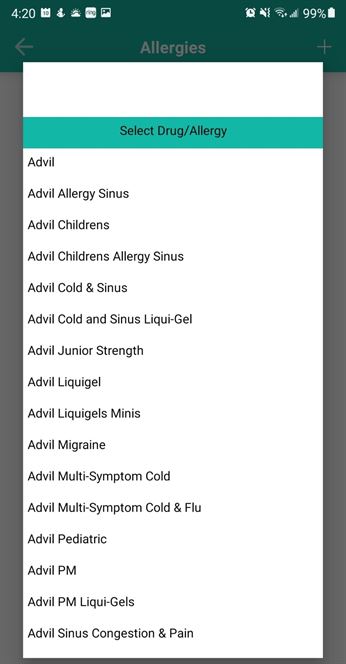 4:20
10
ring
99%
Allergies
Select Drug/Allergy
Advil
Advil Allergy Sinus
Advil Childrens
Advil Childrens Allergy Sinus
Advil Cold & Sinus
Advil Cold and Sinus Liqui-Gel
Advil Junior Strength
Advil Liquigel
Advil Liquigels Minis
Advil Migraine
Advil Multi-Symptom Cold
Advil Multi-Symptom Cold & Flu
Advil Pediatric
Advil PM
Advil PM Liqui-Gels
Advil Sinus Congestion & Pain